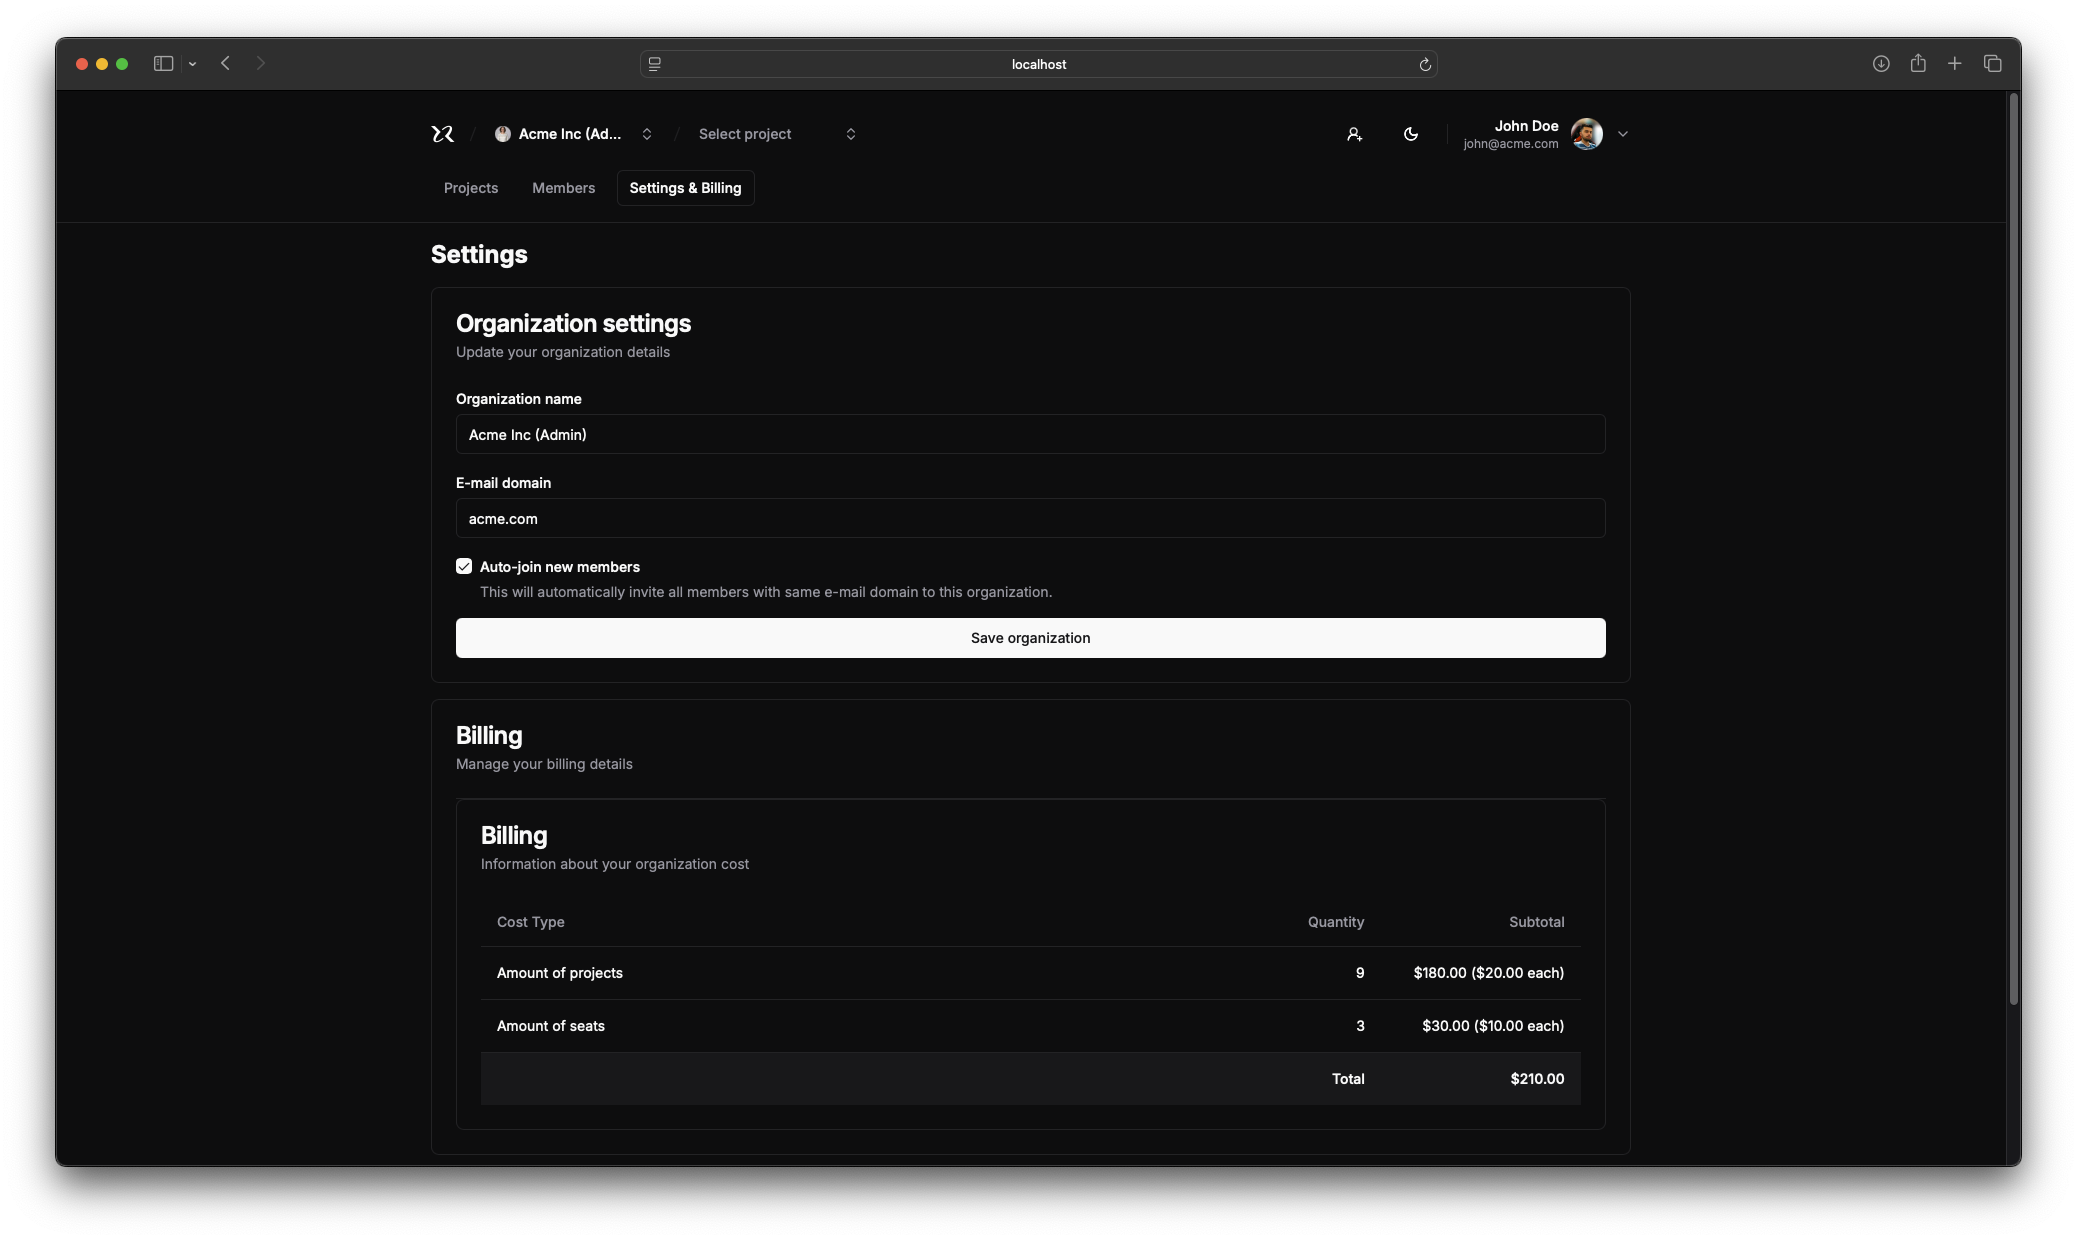 localhost
Acme Inc (Ad...
Select project
John Doe
john@acme.com
Projects
Members
Settings & Billing
Settings
Organization settings
Update your organization details
Organization name
Acme Inc (Admin)
E-mail domain
acme.com
Auto-join new members
This will automatically invite all members with same e-mail domain to this organization.
Save organization
Billing
Manage your billing details
Billing
Information about your organization cost
Cost Type Quantity Subtotal
Amount of projects 9 $180.00 ($20.00 each)
Amount of seats 3 $30.00 ($10.00 each)
Total $210.00